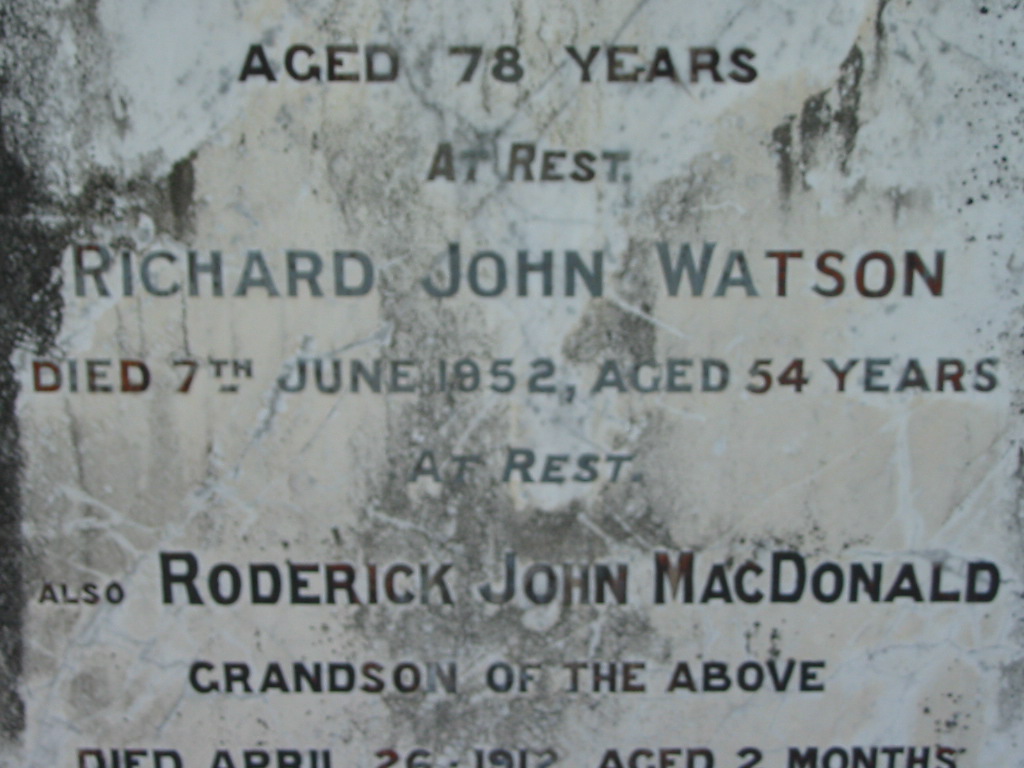 AGED 78 YEARS
AT REST.
RICHARD JOHN WATSON
DIED 7TH JUNE 1952, AGED 54 YEARS
AT REST.
ALSO RODERICK JOHN MACDONALD
GRANDSON OF THE ABOVE
DIED APRIL 26, 1912 AGED 2 MONTHS